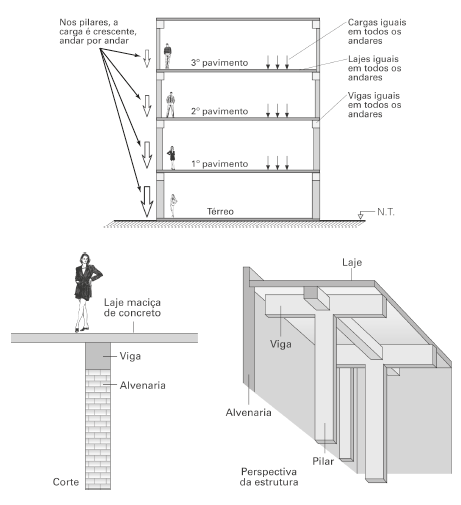 Nos pilares, a
carga é crescente,
andar por andar
Cargas iguais
em todos os
andares
3º pavimento
Lajes iguais
em todos os
andares
2º pavimento
Vigas iguais
em todos os
andares
1º pavimento
Térreo
N.T.
Laje maciça
de concreto
Viga
Alvenaria
Corte
Laje
Viga
Alvenaria
Pilar
Perspectiva
da estrutura